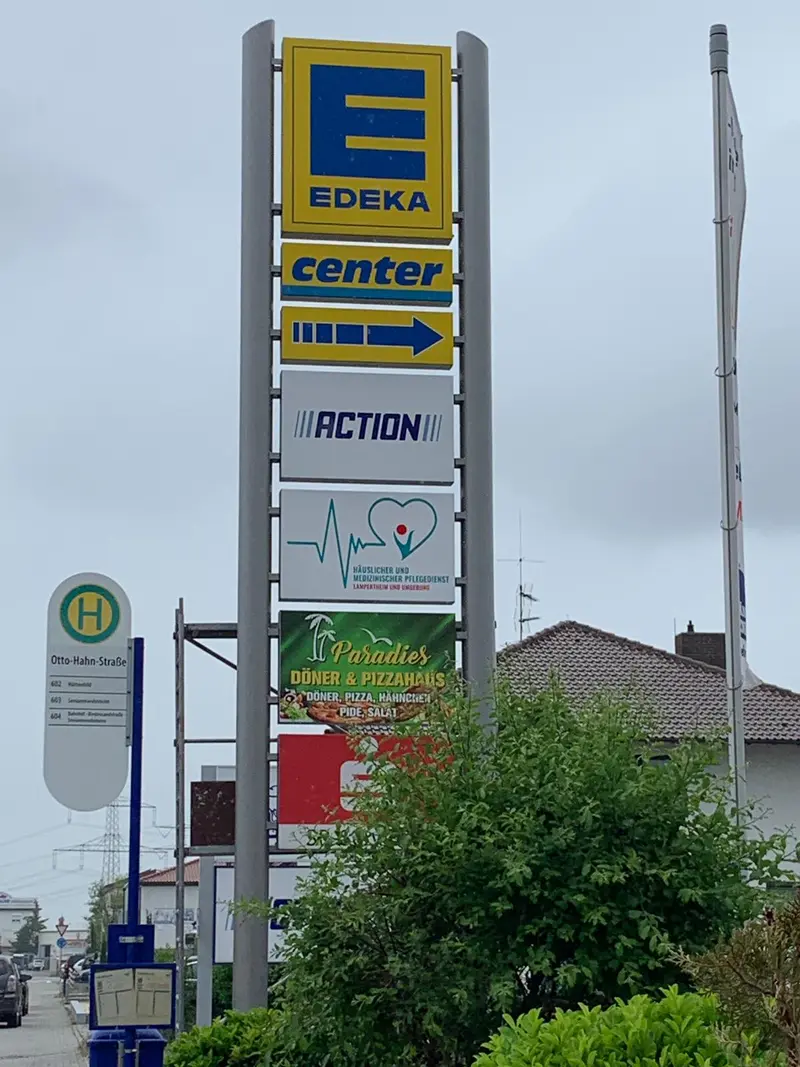 EDEKA
center
ACTION
HÄUSLICHER UND
MEDIZINISCHER PFLEGEDIENST
LAMPERTHEIM UND UMGEBUNG
Paradies
DÖNER & PIZZAHAUS
DÖNER, PIZZA, HÄHNCHEN
PIDE, SALAT
H
Otto-Hahn-Straße
602 Hüttenfeld
603
604